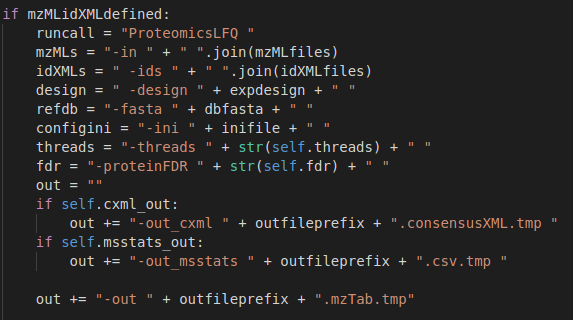 if mzMLidXMLdefined:
    runcall = "ProteomicsLFQ "
    mzMLs = "-in " + " ".join(mzMLfiles)
    idXMLs = " -ids " + " ".join(idXMLfiles)
    design = " -design " + expdesign + " "
    refdb = "-fasta " + dbfasta + " "
    configini = "-ini " + inifile + " "
    threads = "-threads " + str(self.threads) + " "
    fdr = "-proteinFDR " + str(self.fdr) + " "
    out = ""
    if self.cxml_out:
        out += "-out_cxml " + outfileprefix + ".consensusXML.tmp "
    if self.msstats_out:
        out += "-out_msstats " + outfileprefix + ".csv.tmp "
    out += "-out " + outfileprefix + ".mzTab.tmp"